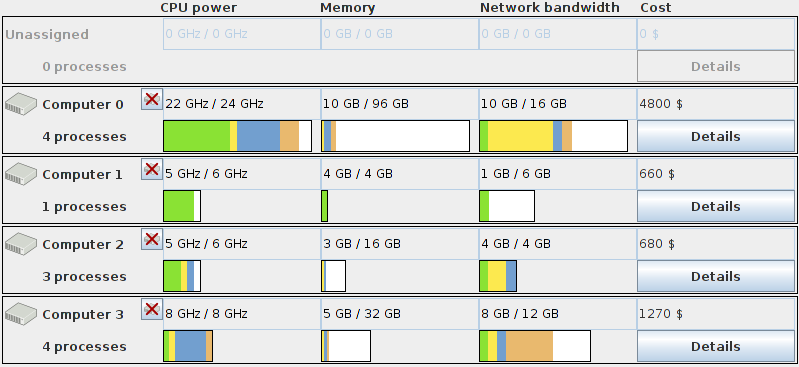 CPU power Memory Network bandwidth Cost
Unassigned 0 GHz / 0 GHz 0 GB / 0 GB 0 GB / 0 GB 0 $
0 processes Details
Computer 0 22 GHz / 24 GHz 10 GB / 96 GB 10 GB / 16 GB 4800 $
4 processes Details
Computer 1 5 GHz / 6 GHz 4 GB / 4 GB 1 GB / 6 GB 660 $
1 processes Details
Computer 2 5 GHz / 6 GHz 3 GB / 16 GB 4 GB / 4 GB 680 $
3 processes Details
Computer 3 8 GHz / 8 GHz 5 GB / 32 GB 8 GB / 12 GB 1270 $
4 processes Details